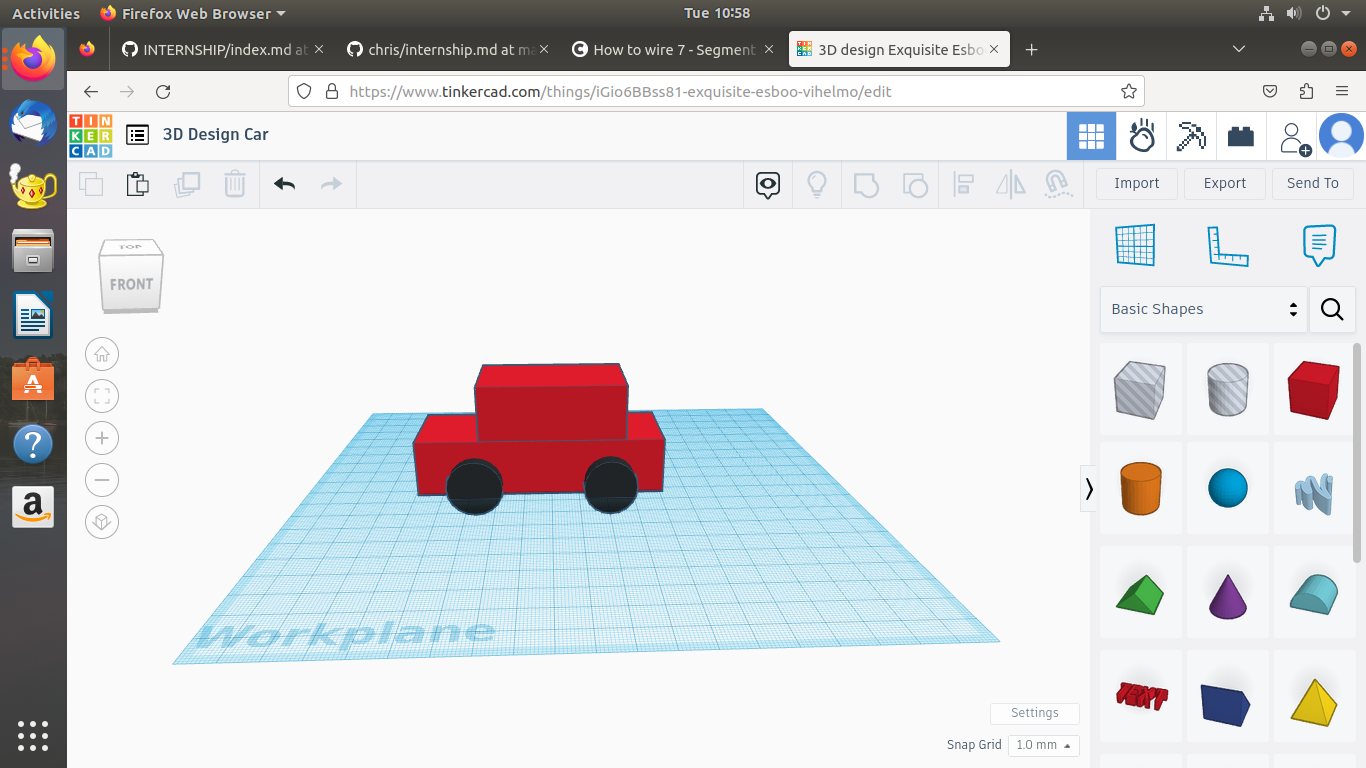 Activities
Firefox Web Browser
Tue 10:58
INTERNSHIP/index.md at
chris/internship.md at ma
How to wire 7 - Segment
3D design Exquisite Esbo
https://www.tinkercad.com/things/iGio6BBss81-exquisite-esboo-vihelmo/edit
TIN
KER
CAD
3D Design Car
Import
Export
Send To
TOP
FRONT
Basic Shapes
Workplane
TEXT
Settings
Snap Grid
1.0 mm